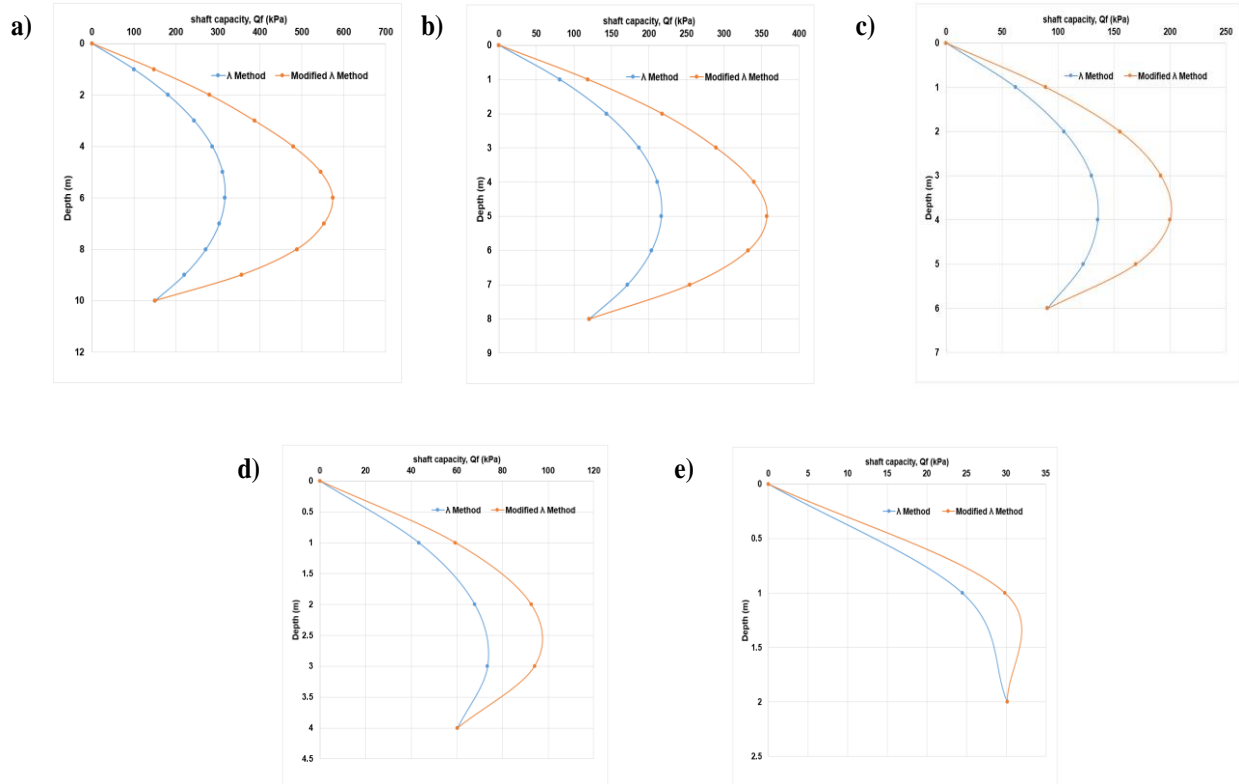 a)
shaft capacity, Qf (kPa)
0 100 200 300 400 500 600 700
λ Method Modified λ Method
Depth (m)
0
2
4
6
8
10
12
b)
shaft capacity, Qf (kPa)
0 50 100 150 200 250 300 350 400
λ Method Modified λ Method
Depth (m)
0
1
2
3
4
5
6
7
8
9
c)
shaft capacity, Qf (kPa)
0 50 100 150 200 250
λ Method Modified λ Method
Depth (m)
0
1
2
3
4
5
6
7
d)
shaft capacity, Qf (kPa)
0 20 40 60 80 100 120
λ Method Modified λ Method
Depth (m)
0
0.5
1
1.5
2
2.5
3
3.5
4
4.5
e)
shaft capacity, Qf (kPa)
0 5 10 15 20 25 30 35
λ Method Modified λ Method
Depth (m)
0
0.5
1
1.5
2
2.5